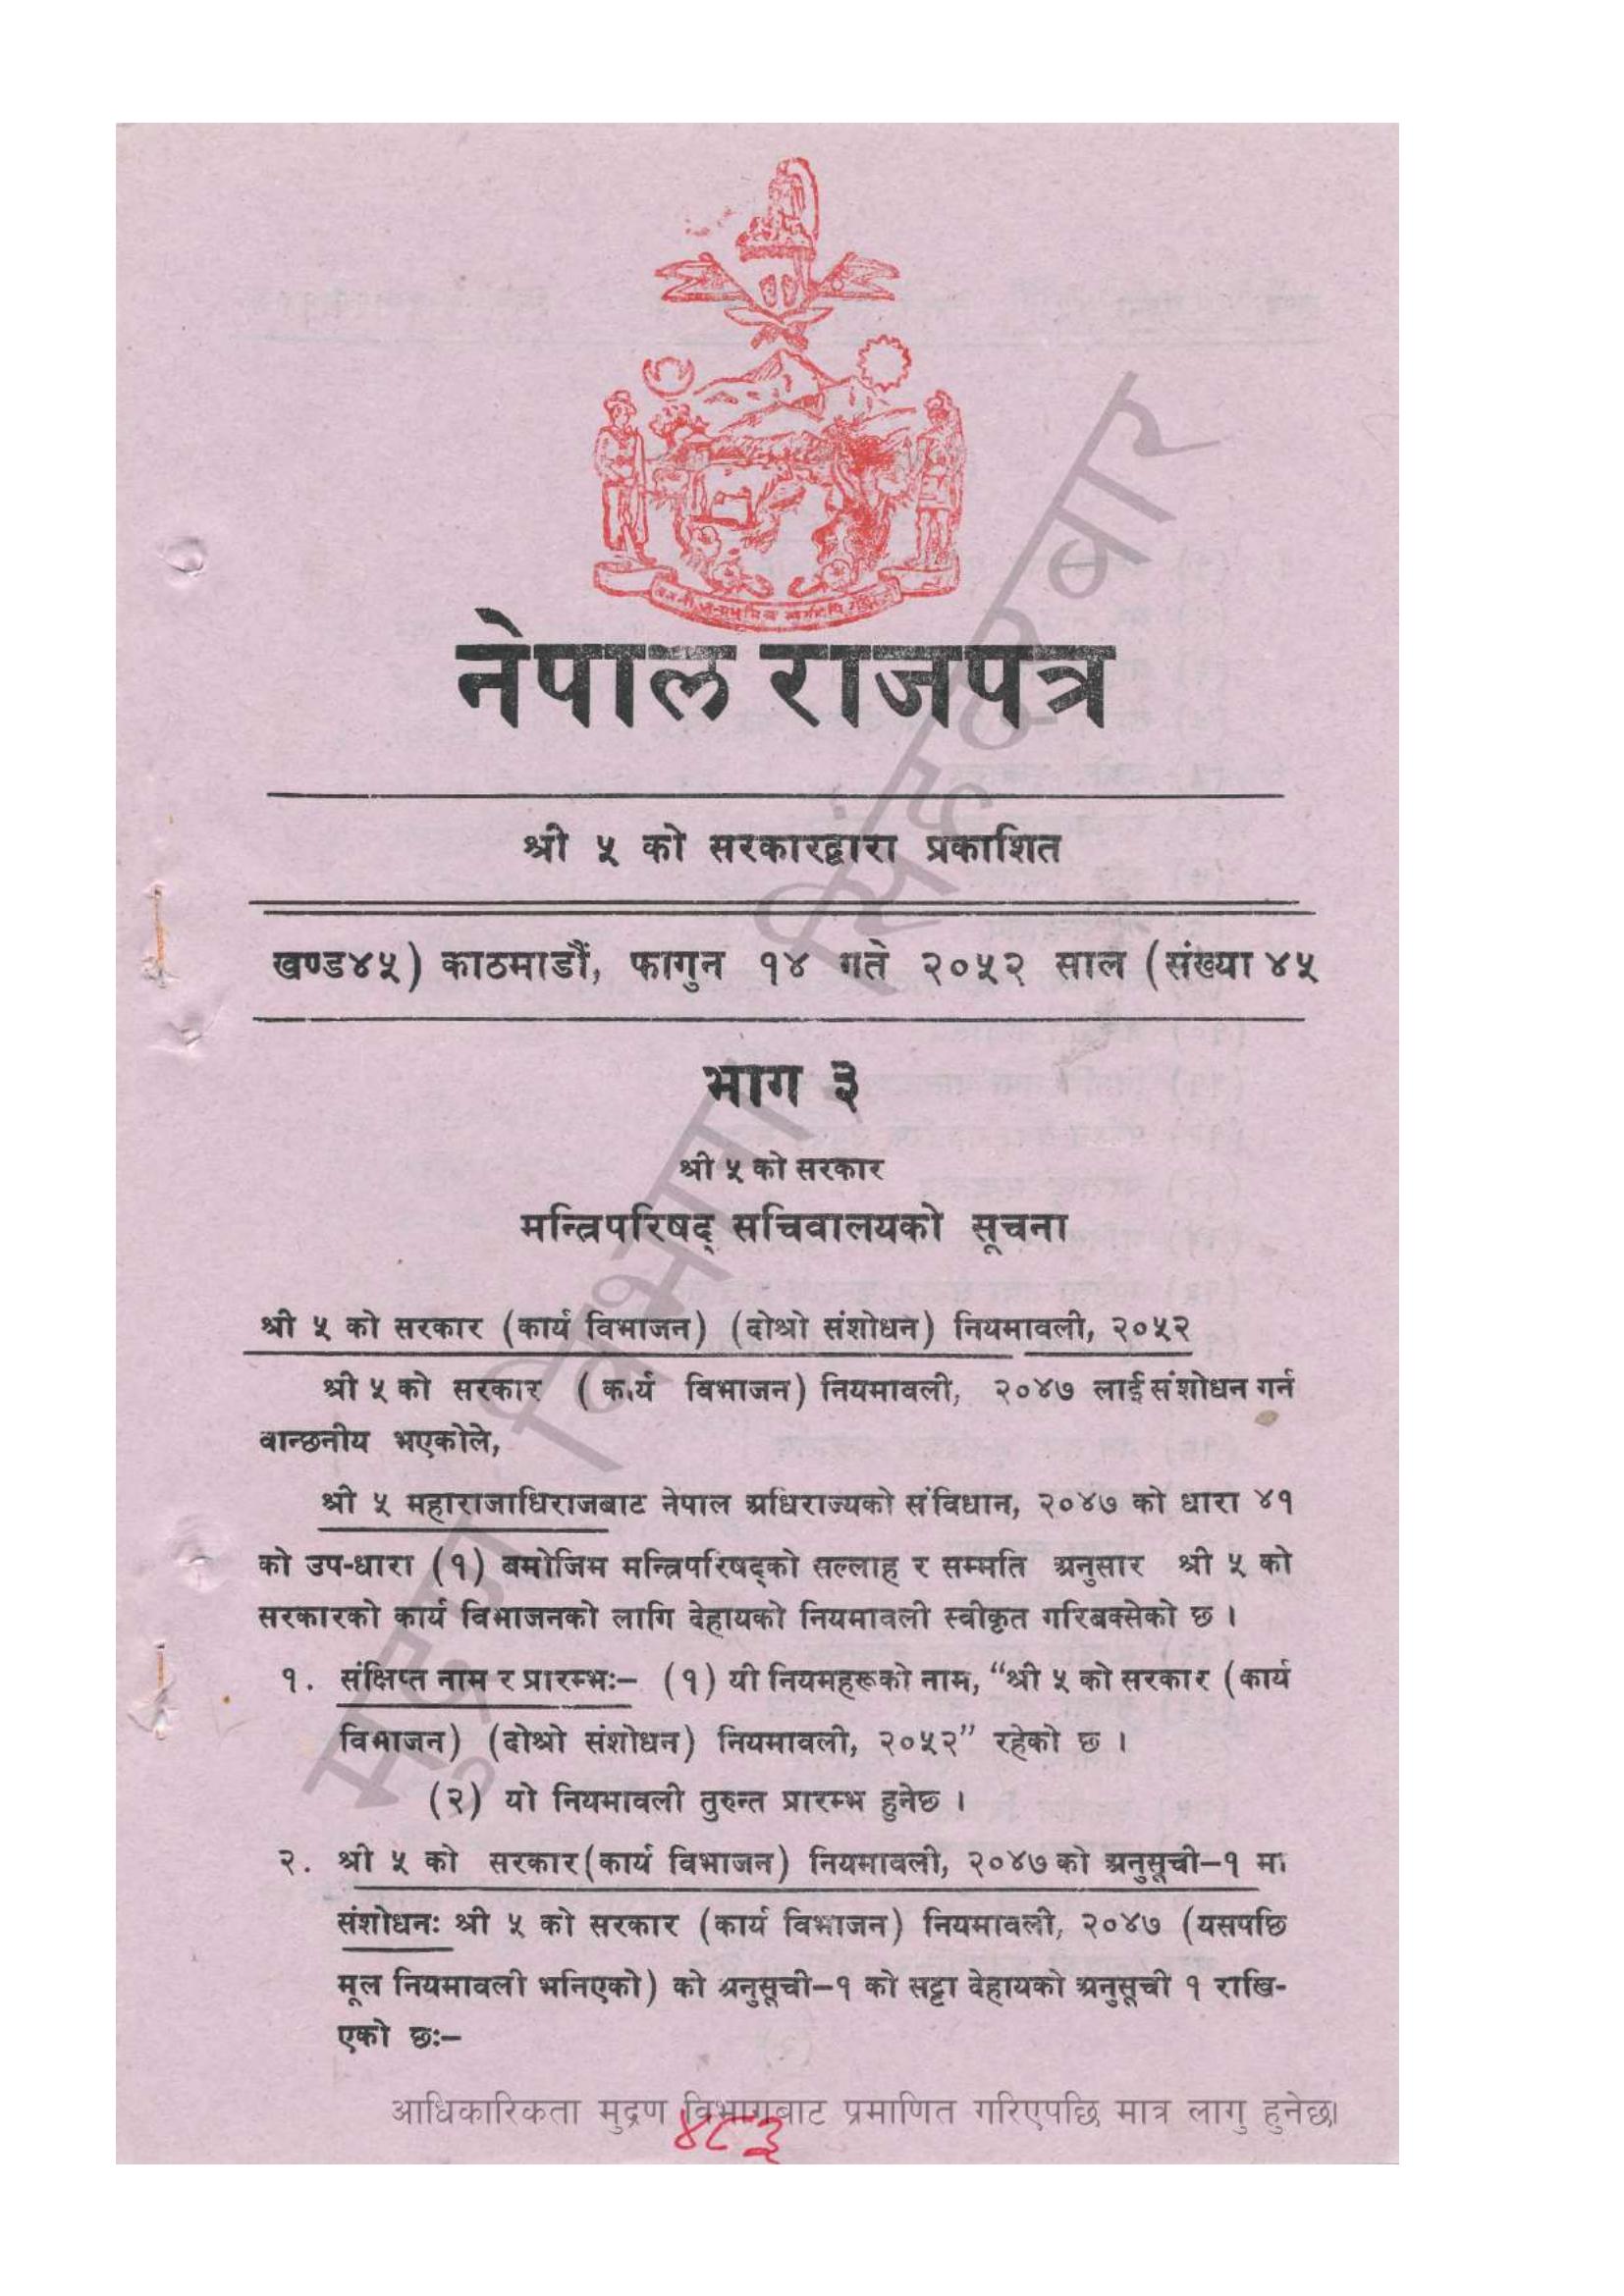 नेपाल राजपत्र
श्री ५ को सरकारद्वारा प्रकाशित
खण्ड४५) काठमाडौं, फागुन १४ गते २०५२ साल (संख्या ४५
भाग ३
श्री ५ को सरकार
मन्त्रिपरिषद् सचिवालयको सूचना
श्री ५ को सरकार (कार्य विभाजन) (दोश्रो संशोधन) नियमावली, २०५२
श्री ५ को सरकार ( कार्य विभाजन) नियमावली, २०४७ लाई संशोधन गर्न
वान्छनीय भएकोले,
श्री ५ महाराजाधिराजबाट नेपाल अधिराज्यको संविधान, २०४७ को धारा ४१
को उप-धारा (१) बमोजिम मन्त्रिपरिषद्को सल्लाह र सम्मति अनुसार श्री ५ को
सरकारको कार्य विभाजनको लागि देहायको नियमावली स्वीकृत गरिबक्सेको छ ।
१. संक्षिप्त नाम र प्रारम्भः– (१) यी नियमहरूको नाम, “श्री ५ को सरकार (कार्य
विभाजन) (दोश्रो संशोधन) नियमावली, २०५२” रहेको छ ।
(२) यो नियमावली तुरुन्त प्रारम्भ हुनेछ ।
२. श्री ५ को सरकार(कार्य विभाजन) नियमावली, २०४७ को अनुसूची–१ मा
संशोधनः श्री ५ को सरकार (कार्य विभाजन) नियमावली, २०४७ (यसपछि
मूल नियमावली भनिएको) को अनुसूची–१ को सट्टा देहायको अनुसूची १ राखि-
एको छः–
आधिकारिकता मुद्रण विभागबाट प्रमाणित गरिएपछि मात्र लागु हुनेछ।
४८३
मुद्रण विभाग, सिंहदरबार